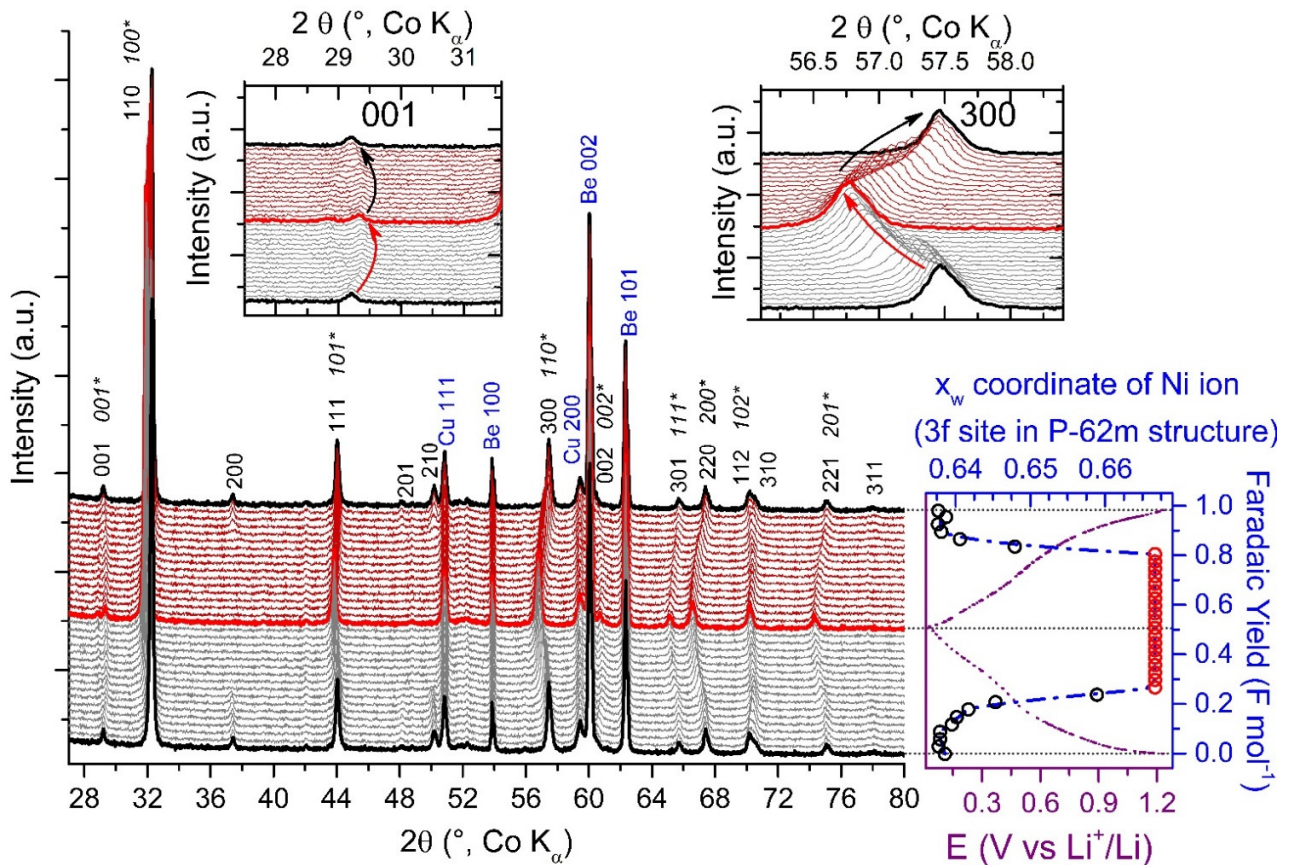 2 θ (°, Co Kα)
28 29 30 31
001
Intensity (a.u.)
2 θ (°, Co Kα)
56.5 57.0 57.5 58.0
300
Intensity (a.u.)
Intensity (a.u.)
110 100*
001 001*
200
111 101*
201
210
Cu 111
Be 100
300 110*
Cu 200
Be 002
002 002*
Be 101
301 111*
220 200*
112 102*
310
221 201*
311
28 32 36 40 44 48 52 56 60 64 68 72 76 80
2θ (°, Co Kα)
xw coordinate of Ni ion
(3f site in P-62m structure)
0.64 0.65 0.66
1.0
0.8
0.6
0.4
0.2
0.0
Faradaic Yield (F mol⁻¹)
0.3 0.6 0.9 1.2
E (V vs Li⁺/Li)